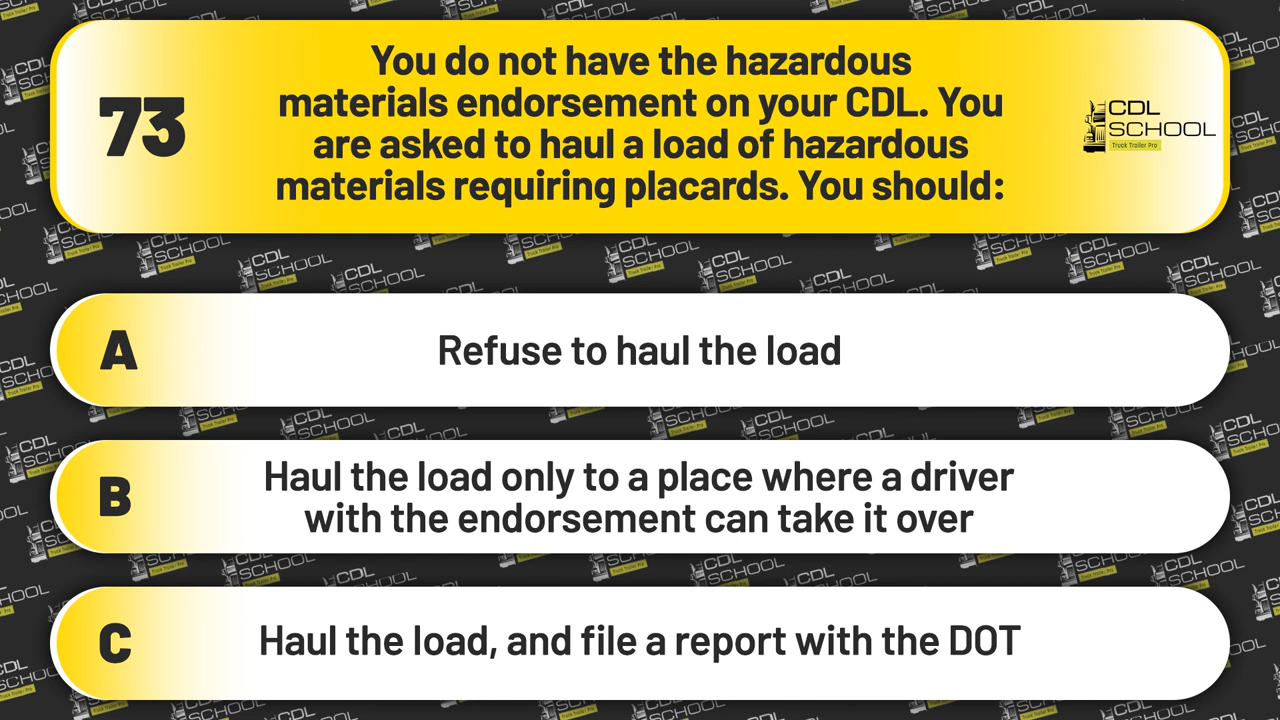 73
You do not have the hazardous
materials endorsement on your CDL. You
are asked to haul a load of hazardous
materials requiring placards. You should:
CDL
SCHOOL
Truck Trailer Pro
A
Refuse to haul the load
B
Haul the load only to a place where a driver
with the endorsement can take it over
C
Haul the load, and file a report with the DOT